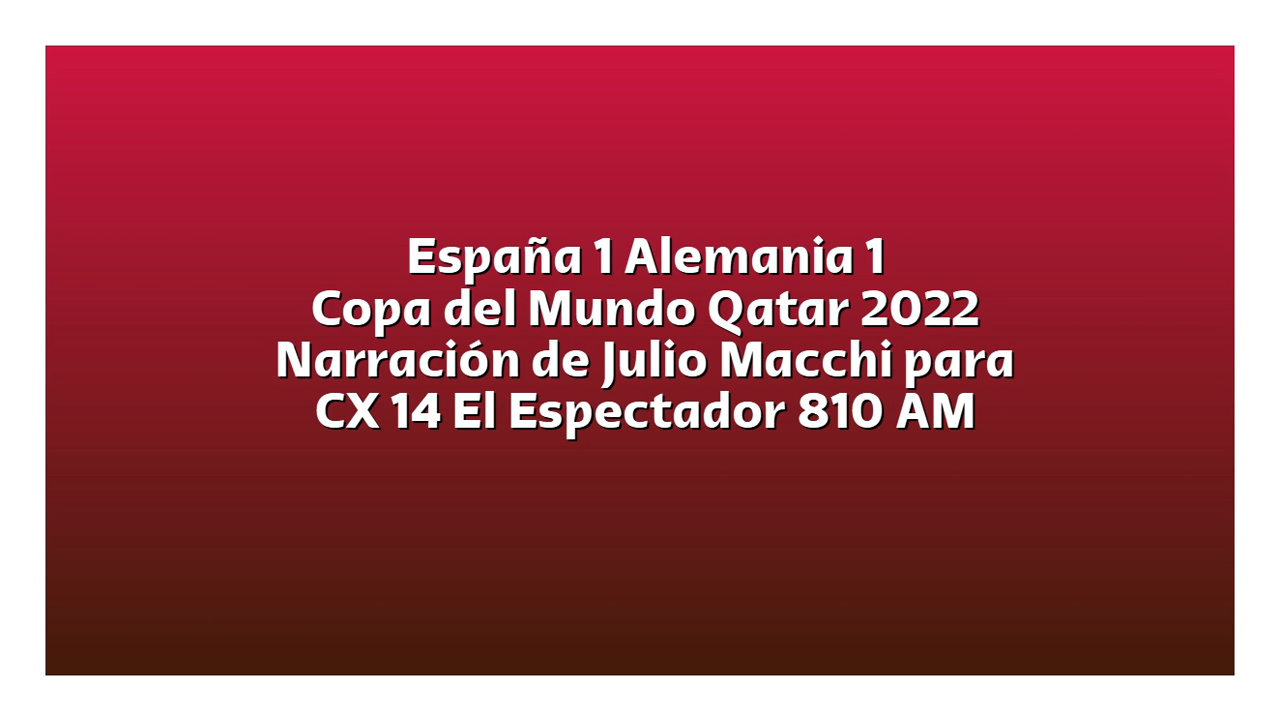 España 1 Alemania 1
Copa del Mundo Qatar 2022
Narración de Julio Macchi para
CX 14 El Espectador 810 AM